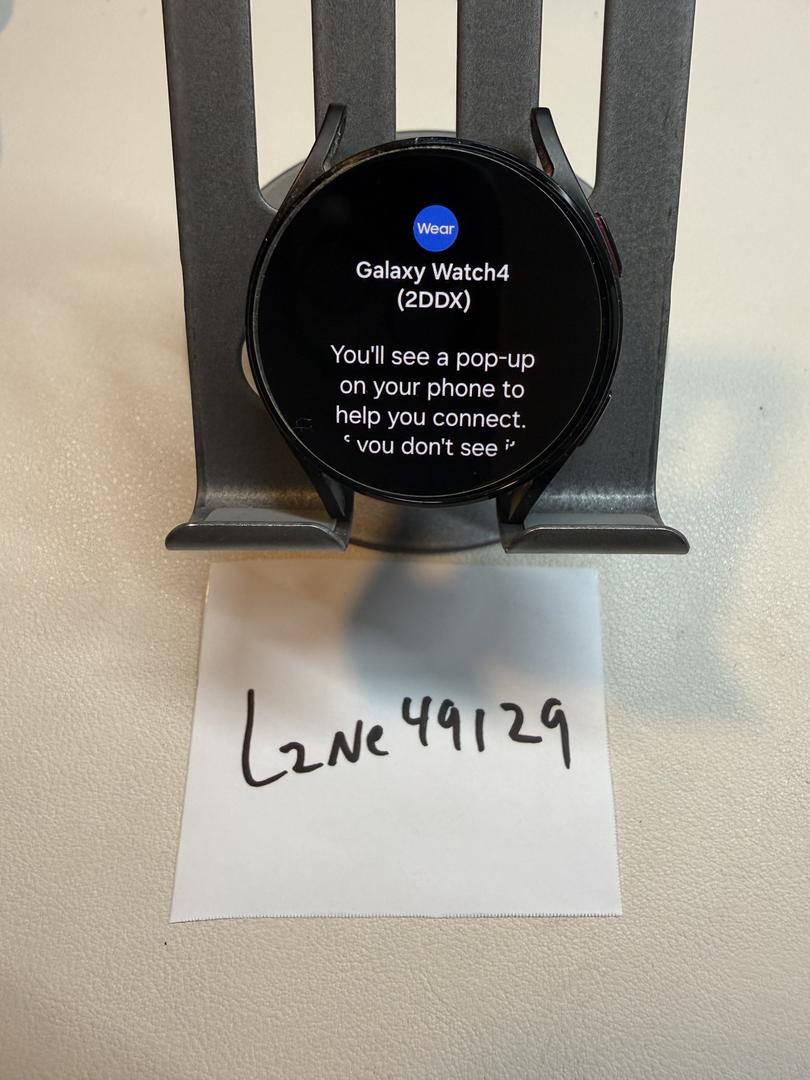 Wear
Galaxy Watch4
(2DDX)
You'll see a pop-up
on your phone to
help you connect.
you don't see
L2Ne49129